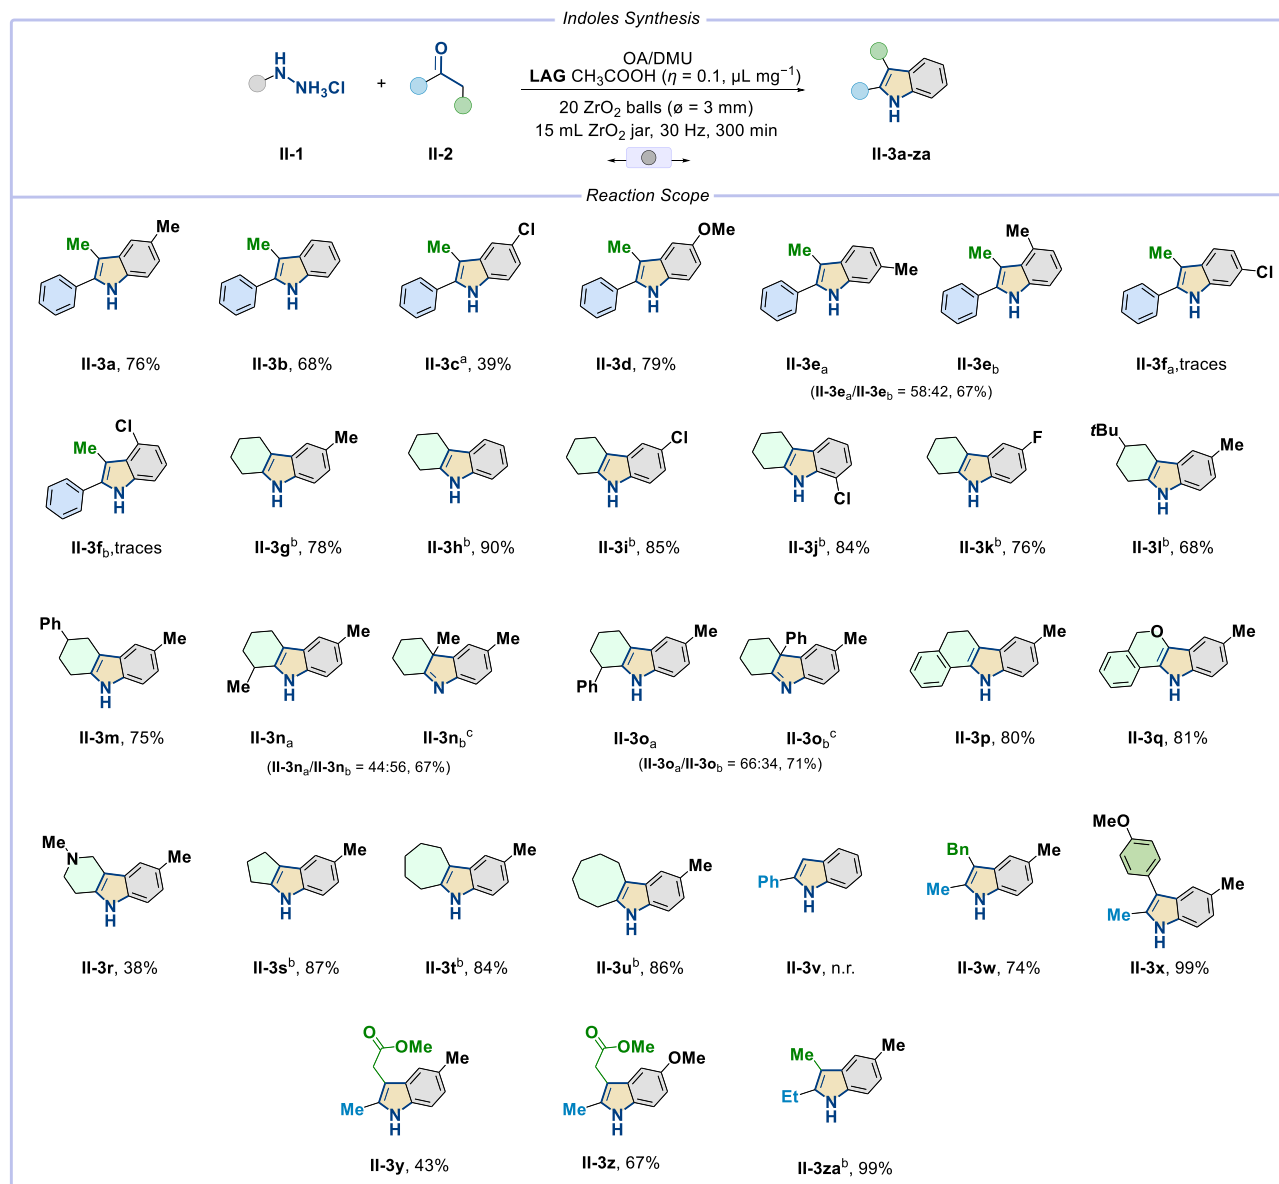 Indoles Synthesis
H
N
NH3Cl
+
O
OA/DMU
LAG CH3COOH (η = 0.1, µL mg⁻¹)
20 ZrO2 balls (ø = 3 mm)
15 mL ZrO2 jar, 30 Hz, 300 min
N
H
II-1
II-2
II-3a-za
Reaction Scope
Me
Me
N
H
Me
N
H
Me
Cl
N
H
Me
OMe
N
H
Me
Me
N
H
Me
Me
N
H
Me
Cl
N
H
II-3a, 76%
II-3b, 68%
II-3cᵃ, 39%
II-3d, 79%
II-3eₐ
II-3e_b
II-3fₐ,traces
(II-3eₐ/II-3e_b = 58:42, 67%)
Me
Cl
N
H
Me
N
H
N
H
Cl
N
H
N
H
Cl
F
N
H
tBu
Me
N
H
II-3f_b,traces
II-3gᵇ, 78%
II-3hᵇ, 90%
II-3iᵇ, 85%
II-3jᵇ, 84%
II-3kᵇ, 76%
II-3lᵇ, 68%
Ph
Me
N
H
Me
Me
N
H
Me
Me
N
Me
Ph
N
H
Ph
Me
N
Me
N
H
O
Me
N
H
II-3m, 75%
II-3nₐ
II-3n_bᶜ
II-3oₐ
II-3o_bᶜ
II-3p, 80%
II-3q, 81%
(II-3nₐ/II-3n_b = 44:56, 67%)
(II-3oₐ/II-3o_b = 66:34, 71%)
Me
N
Me
N
H
Me
N
H
Me
N
H
Me
N
H
Ph
N
H
Bn
Me
Me
N
H
MeO
Me
Me
N
H
II-3r, 38%
II-3sᵇ, 87%
II-3tᵇ, 84%
II-3uᵇ, 86%
II-3v, n.r.
II-3w, 74%
II-3x, 99%
O
OMe
Me
Me
N
H
O
OMe
OMe
Me
N
H
Me
Me
Et
N
H
II-3y, 43%
II-3z, 67%
II-3zaᵇ, 99%